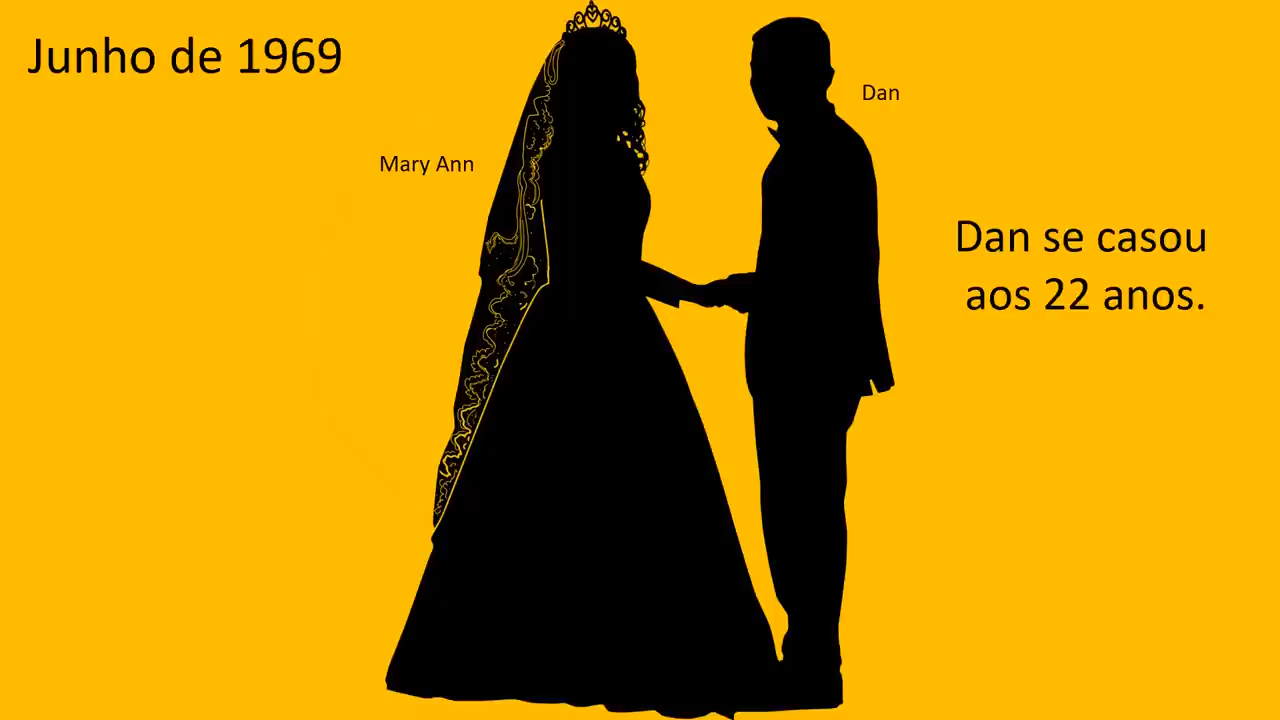 Junho de 1969
Dan
Mary Ann
Dan se casou
aos 22 anos.